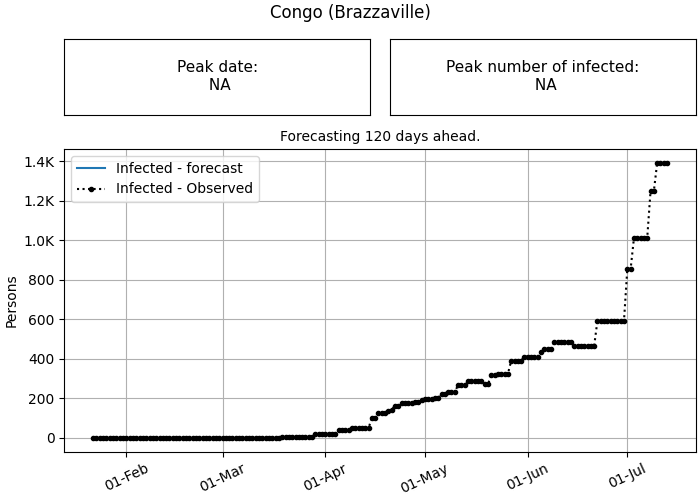 Congo (Brazzaville)
Peak date:
NA
Peak number of infected:
NA
Forecasting 120 days ahead.
Infected - forecast
Infected - Observed
1.4K
1.2K
1.0K
800
600
400
200
0
Persons
01-Feb
01-Mar
01-Apr
01-May
01-Jun
01-Jul